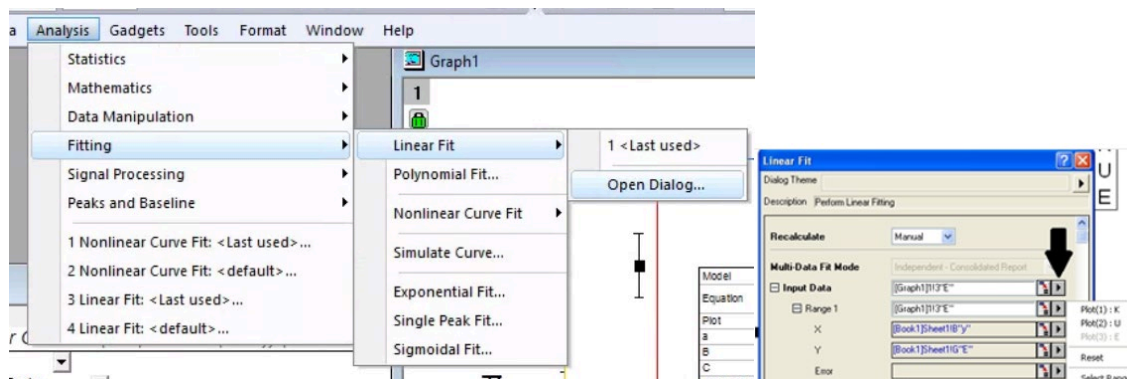 a Analysis Gadgets Tools Format Window Help
Statistics
Mathematics
Data Manipulation
Fitting
Signal Processing
Peaks and Baseline
1 Nonlinear Curve Fit: <Last used>...
2 Nonlinear Curve Fit: <default>...
3 Linear Fit: <Last used>...
4 Linear Fit: <default>...
Graph1
1
Linear Fit
Polynomial Fit...
Nonlinear Curve Fit
Simulate Curve...
Exponential Fit...
Single Peak Fit...
Sigmoidal Fit...
1 <Last used>
Open Dialog...
Model
Equation
Plot
a
B
C
Linear Fit
Dialog Theme
Description Perform Linear Fitting
Recalculate Manual
Multi-Data Fit Mode Independent - Consolidated Report
Input Data [Graph1]1!3"E"
Range 1 [Graph1]1!3"E"
X [Book1]Sheet1!B"y"
Y [Book1]Sheet1!G"E"
Error
U
E
Plot(1) : K
Plot(2) : U
Plot(3) : E
Reset